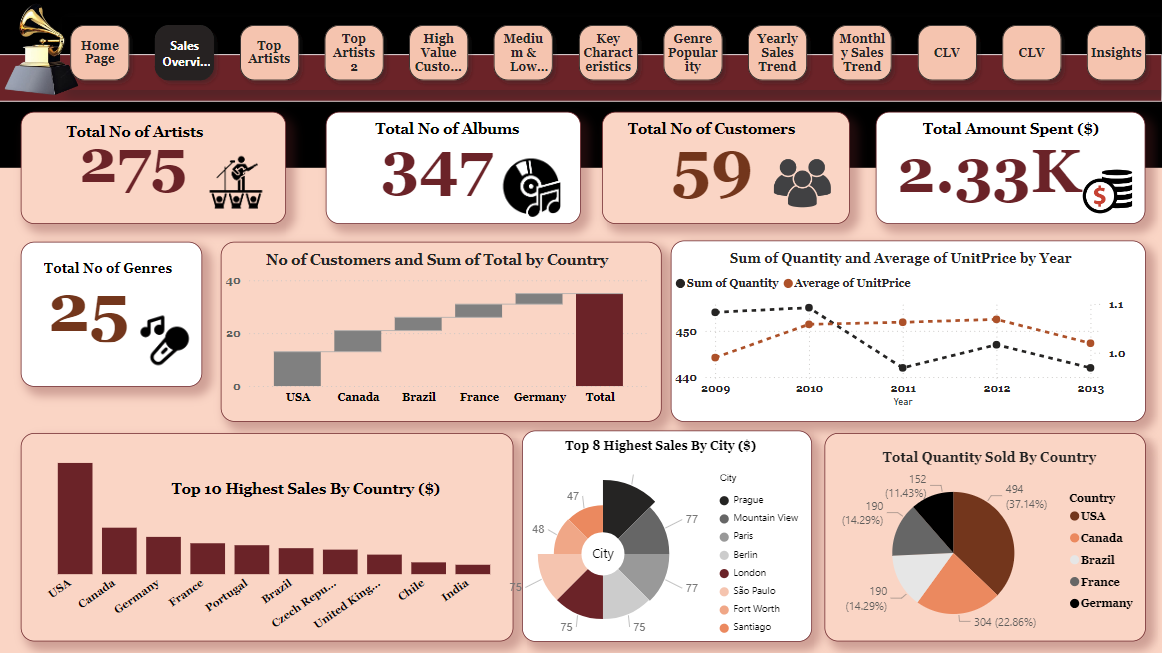 Home
Page
Sales
Overvi...
Top
Artists
Top
Artists
2
High
Value
Custo...
Mediu
m &
Low...
Key
Charact
eristics
Genre
Popular
ity
Yearly
Sales
Trend
Monthl
y Sales
Trend
CLV
CLV
Insights
Total No of Artists
275
Total No of Albums
347
Total No of Customers
59
Total Amount Spent ($)
2.33K
$
Total No of Genres
25
No of Customers and Sum of Total by Country
40
20
0
USA Canada Brazil France Germany Total
Sum of Quantity and Average of UnitPrice by Year
Sum of Quantity Average of UnitPrice
450
440
1.1
1.0
2009 2010 2011 2012 2013
Year
Top 10 Highest Sales By Country ($)
USA
Canada
Germany
France
Portugal
Brazil
Czech Repu...
United King...
Chile
India
Top 8 Highest Sales By City ($)
47
48
75
75
75
77
77
City
City
Prague
Mountain View
Paris
Berlin
London
São Paulo
Fort Worth
Santiago
Total Quantity Sold By Country
152
(11.43%)
190
(14.29%)
190
(14.29%)
494
(37.14%)
304 (22.86%)
Country
USA
Canada
Brazil
France
Germany